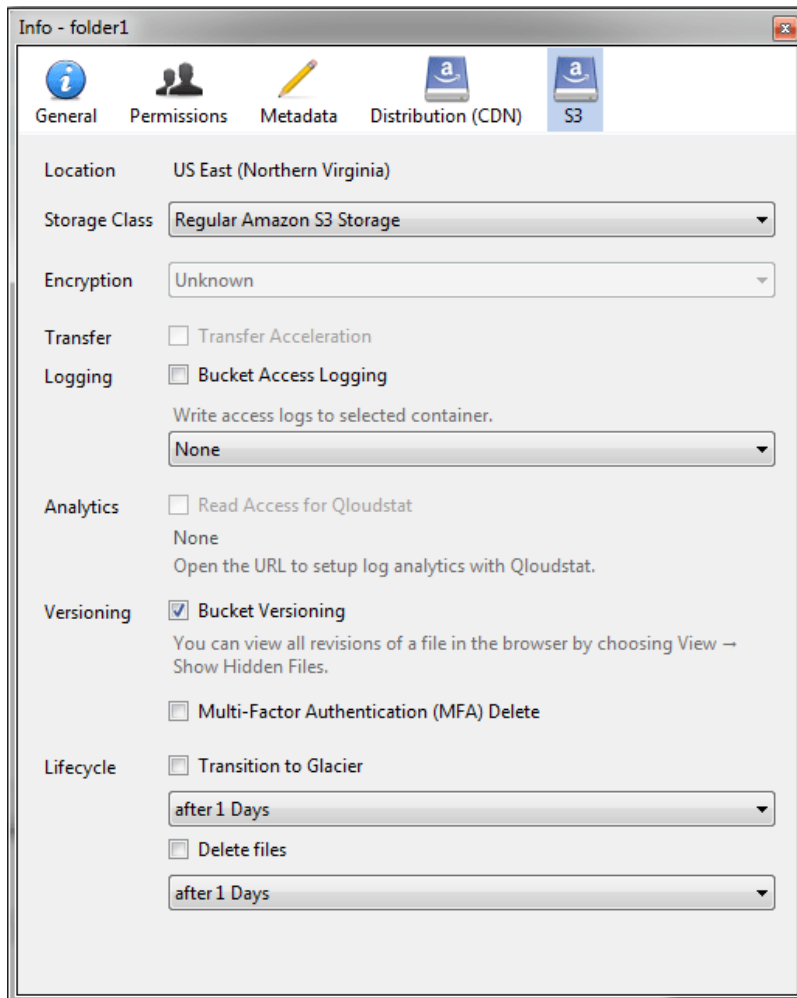 Info - folder1
General Permissions Metadata Distribution (CDN) S3
Location US East (Northern Virginia)
Storage Class Regular Amazon S3 Storage
Encryption Unknown
Transfer Transfer Acceleration
Logging Bucket Access Logging
Write access logs to selected container.
None
Analytics Read Access for Qloudstat
None
Open the URL to setup log analytics with Qloudstat.
Versioning Bucket Versioning
You can view all revisions of a file in the browser by choosing View →
Show Hidden Files.
Multi-Factor Authentication (MFA) Delete
Lifecycle Transition to Glacier
after 1 Days
Delete files
after 1 Days